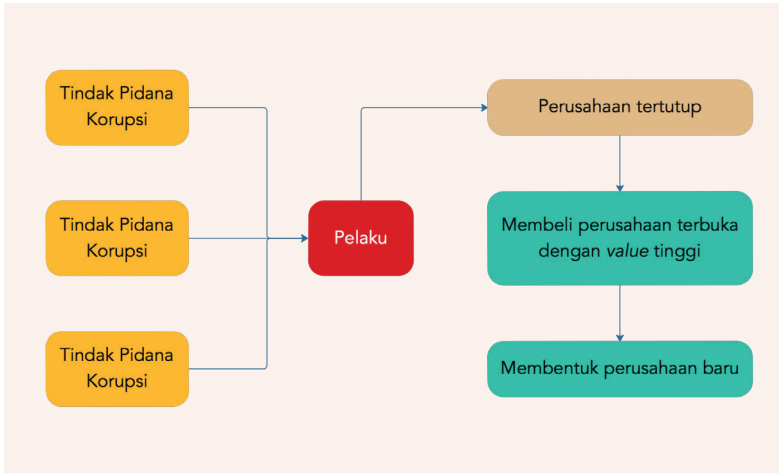 Tindak Pidana
Korupsi
Tindak Pidana
Korupsi
Tindak Pidana
Korupsi
Pelaku
Perusahaan tertutup
Membeli perusahaan terbuka
dengan value tinggi
Membentuk perusahaan baru